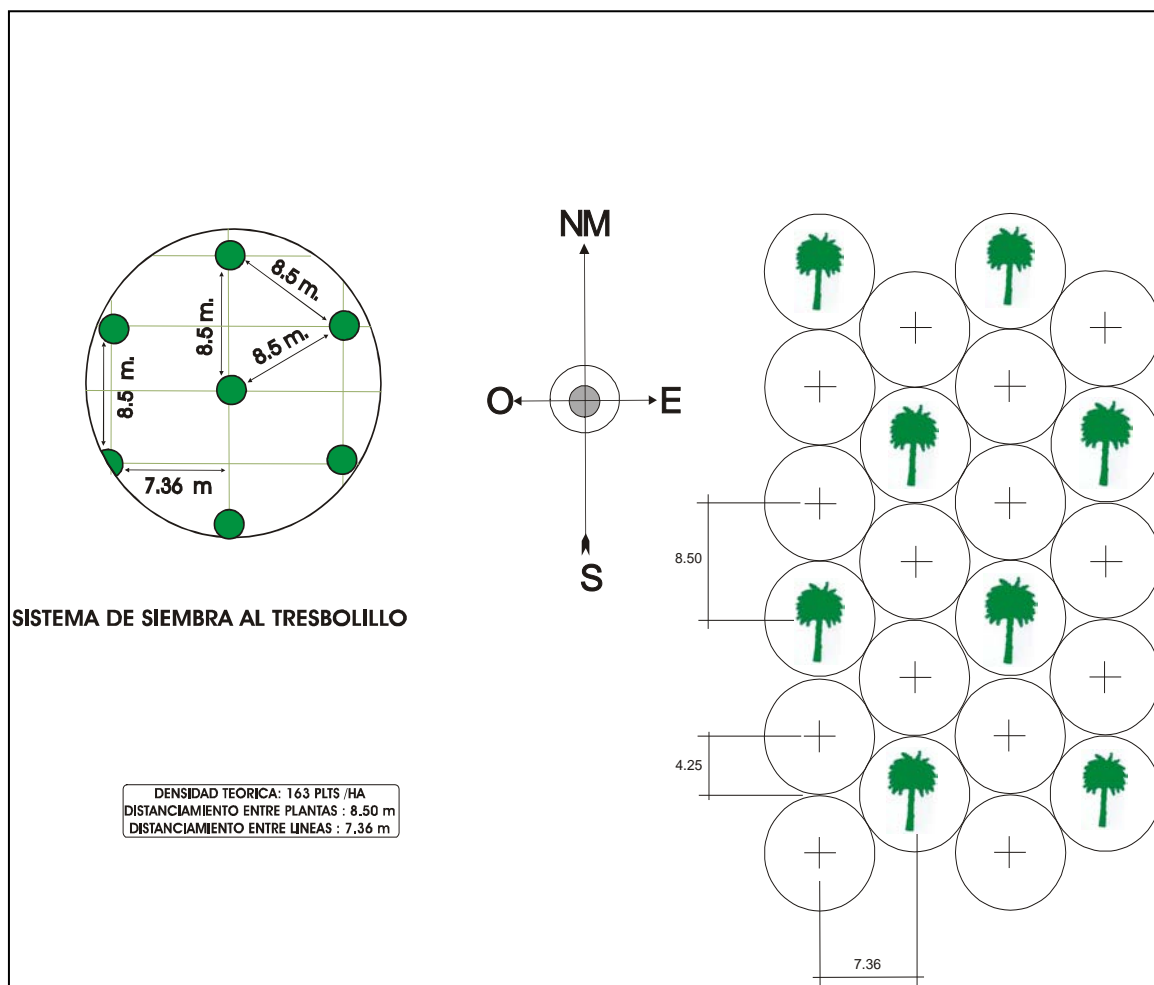 NM
8.5 m.
8.5 m.
8.5 m.
8.5 m.
7.36 m
O
E
S
8.50
SISTEMA DE SIEMBRA AL TRESBOLILLO
4.25
DENSIDAD TEORICA: 163 PLTS /HA
DISTANCIAMIENTO ENTRE PLANTAS : 8.50 m
DISTANCIAMIENTO ENTRE LINEAS : 7.36 m
7.36